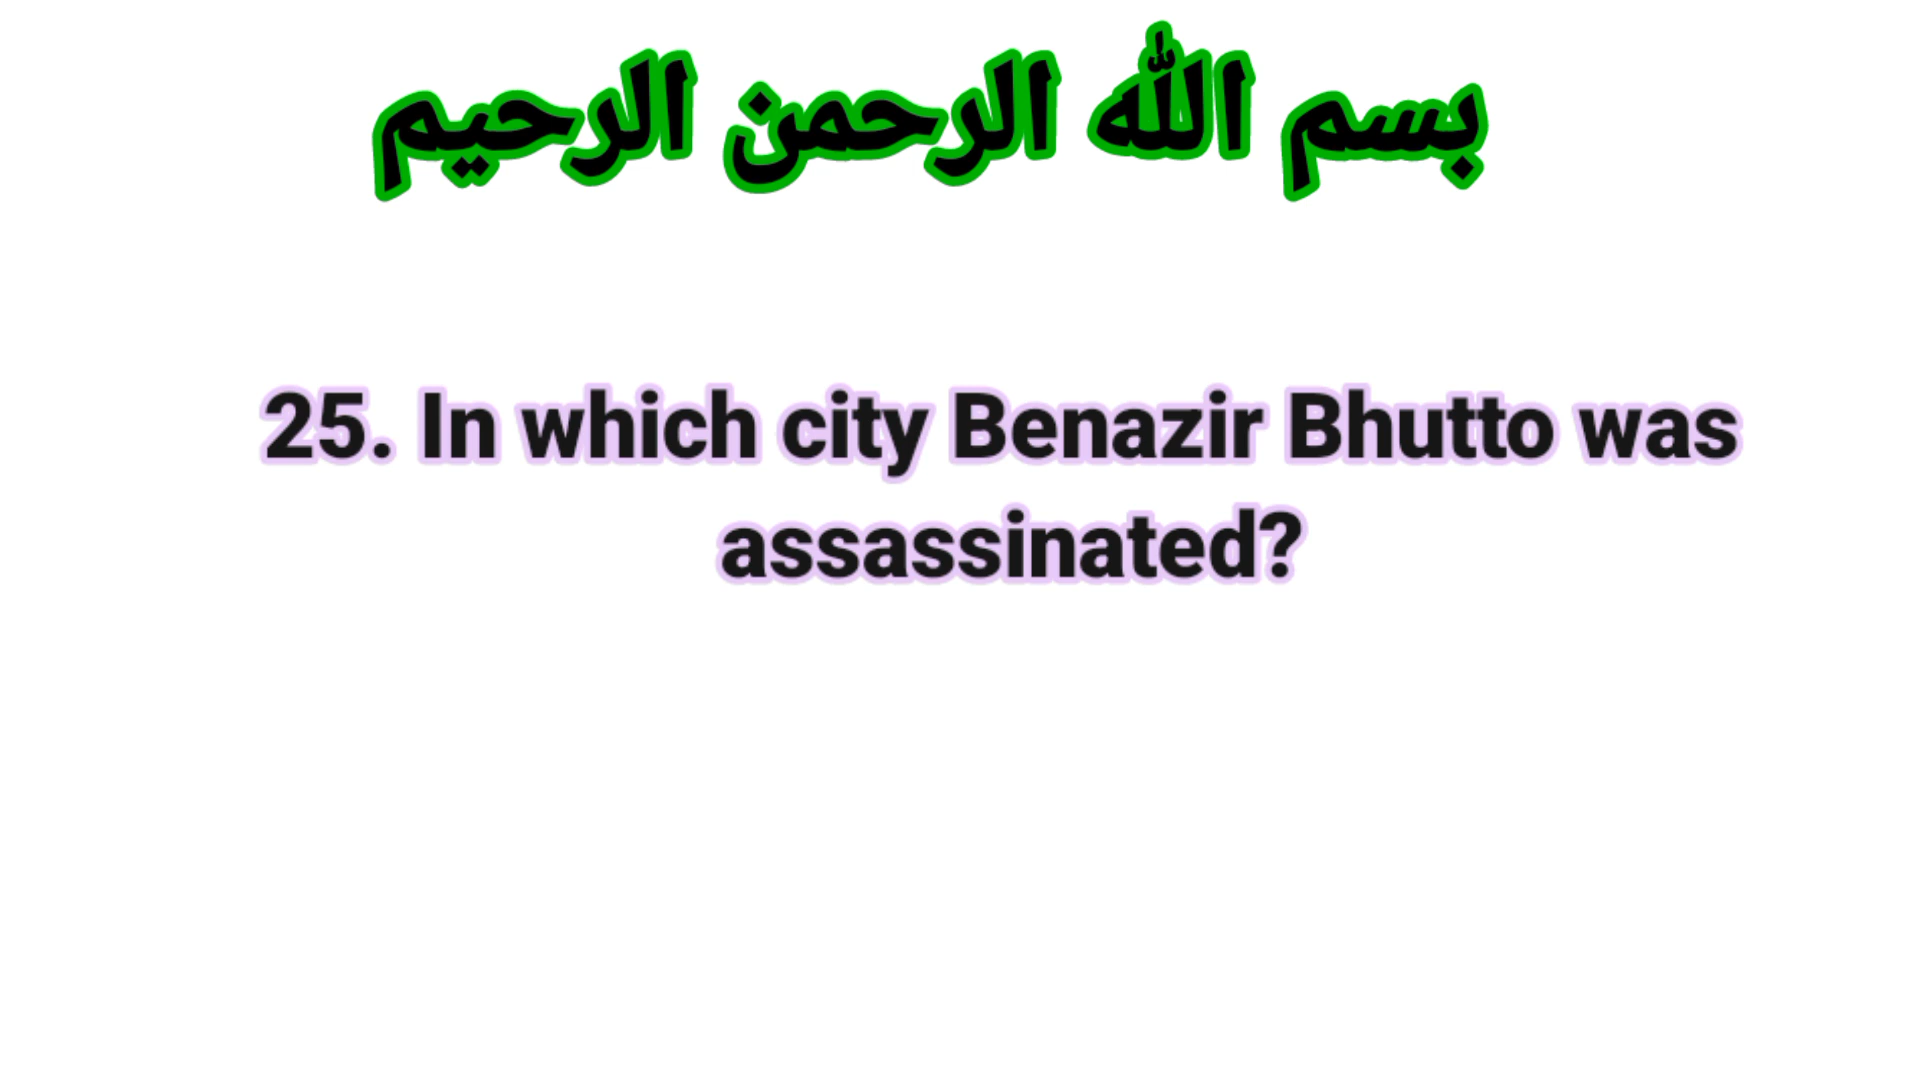 بسم الله الرحمن الرحيم
25. In which city Benazir Bhutto was
assassinated?